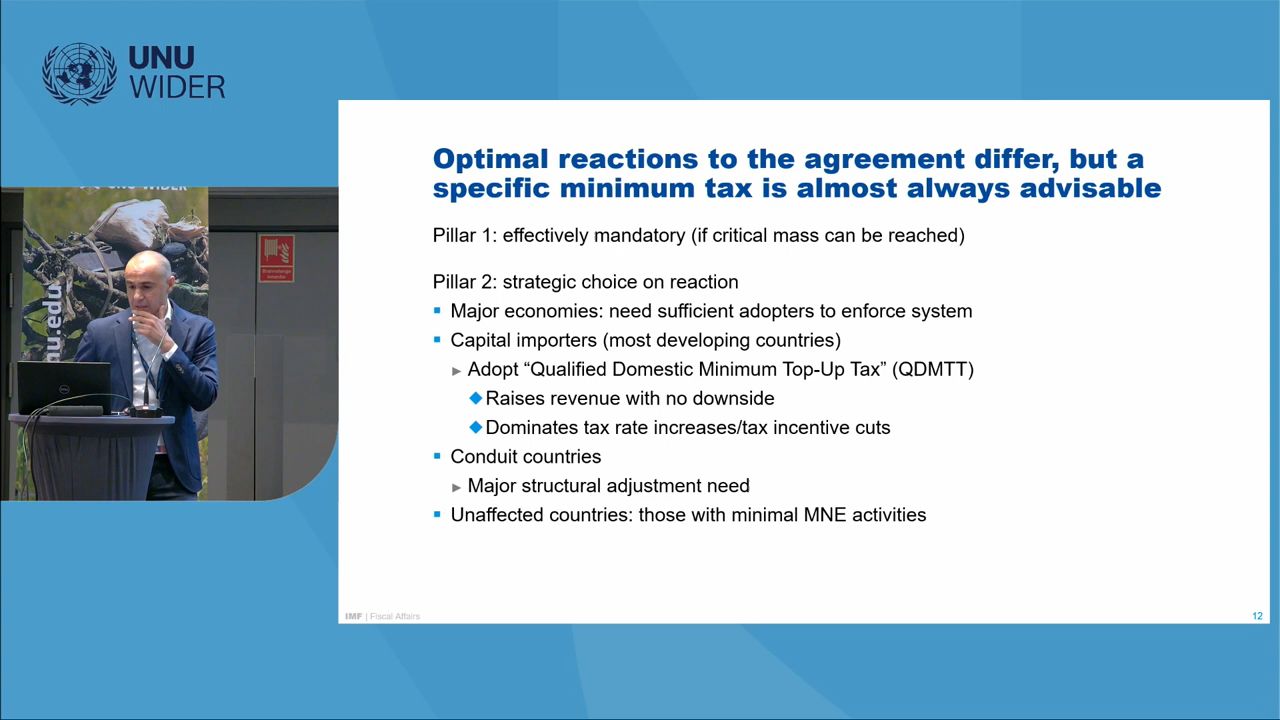 UNU
WIDER
Optimal reactions to the agreement differ, but a
specific minimum tax is almost always advisable
Pillar 1: effectively mandatory (if critical mass can be reached)
Pillar 2: strategic choice on reaction
Major economies: need sufficient adopters to enforce system
Capital importers (most developing countries)
Adopt “Qualified Domestic Minimum Top-Up Tax” (QDMTT)
Raises revenue with no downside
Dominates tax rate increases/tax incentive cuts
Conduit countries
Major structural adjustment need
Unaffected countries: those with minimal MNE activities
IMF | Fiscal Affairs
12
nu.edu
DELL